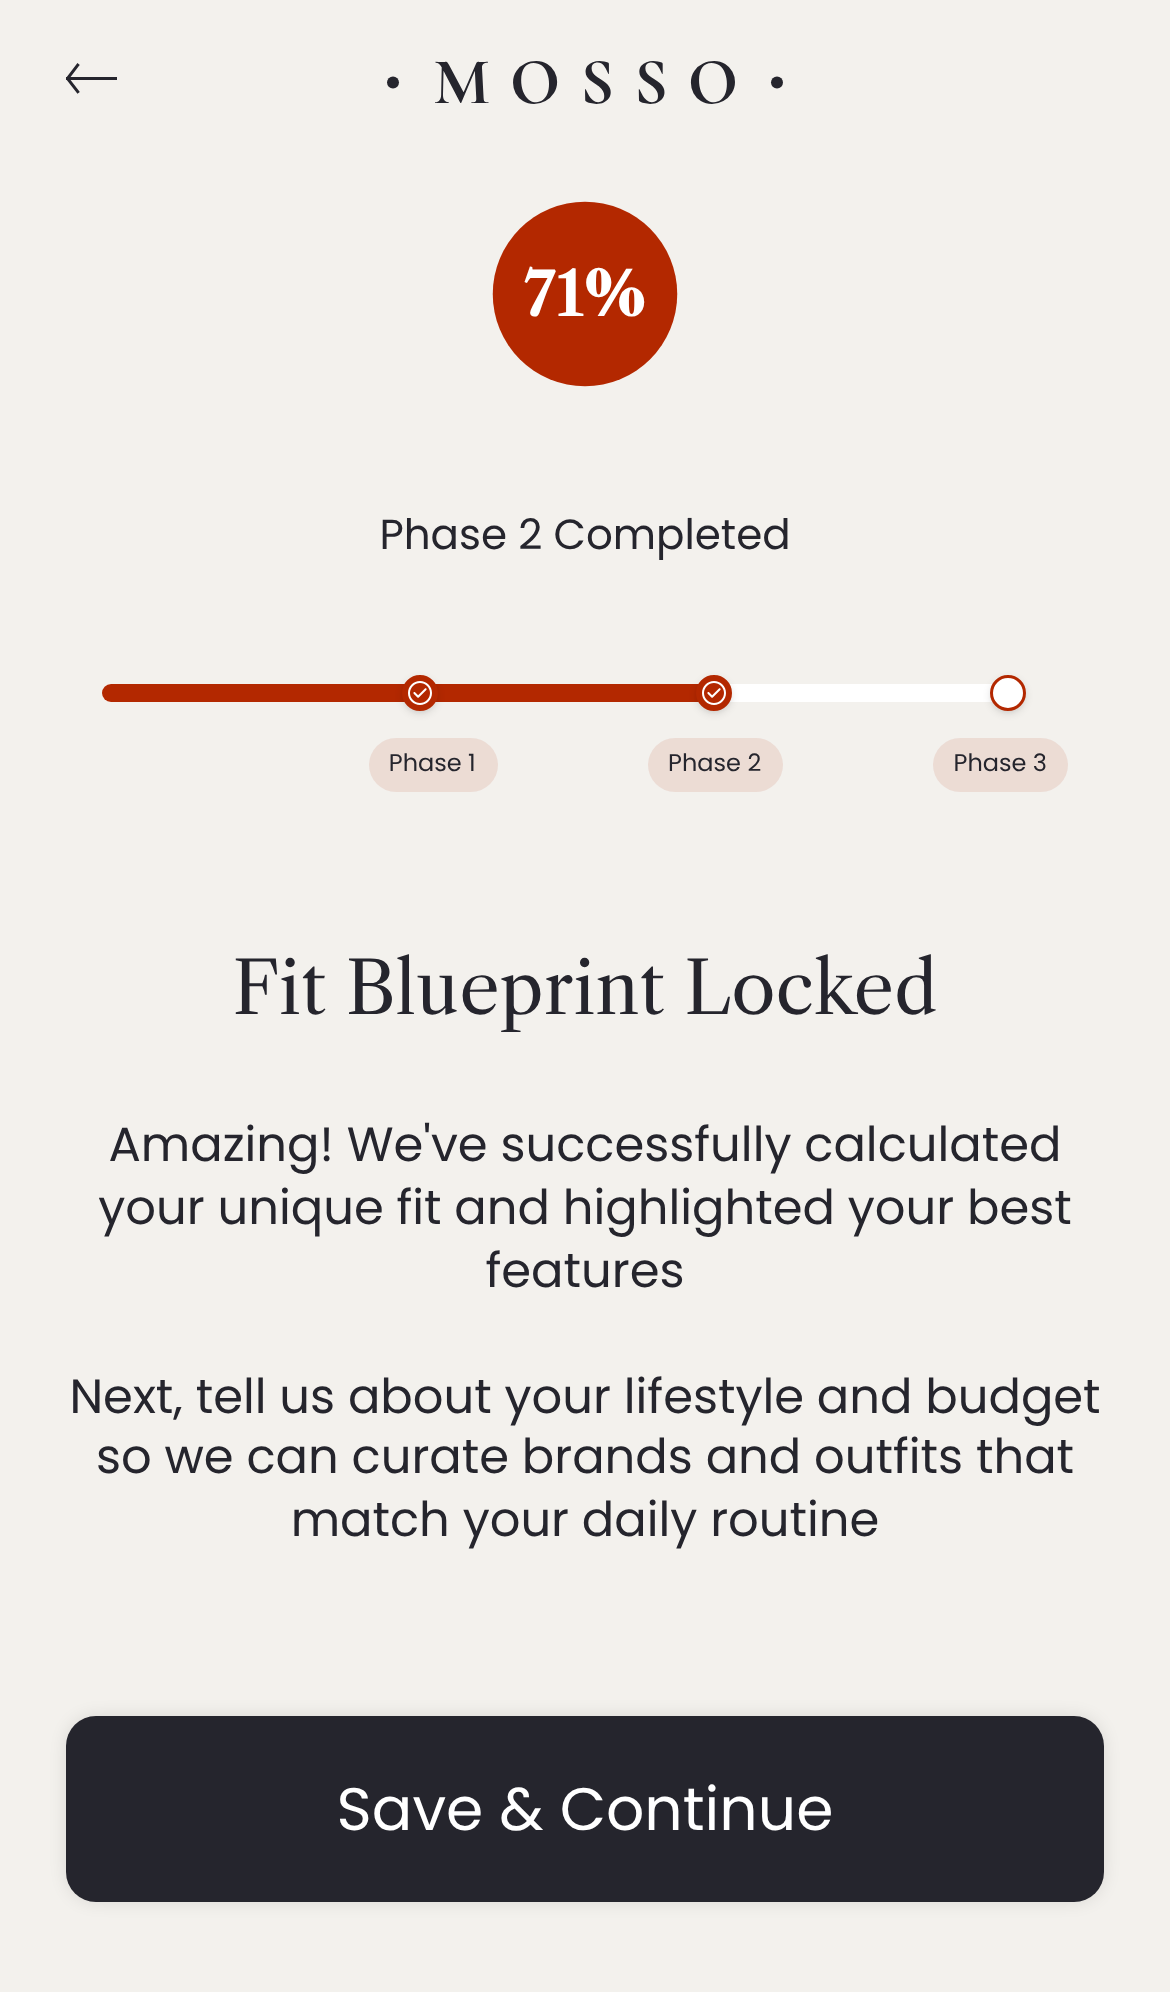 • MOSSO •
71%
Phase 2 Completed
Phase 1
Phase 2
Phase 3
Fit Blueprint Locked
Amazing! We've successfully calculated
your unique fit and highlighted your best
features
Next, tell us about your lifestyle and budget
so we can curate brands and outfits that
match your daily routine
Save & Continue